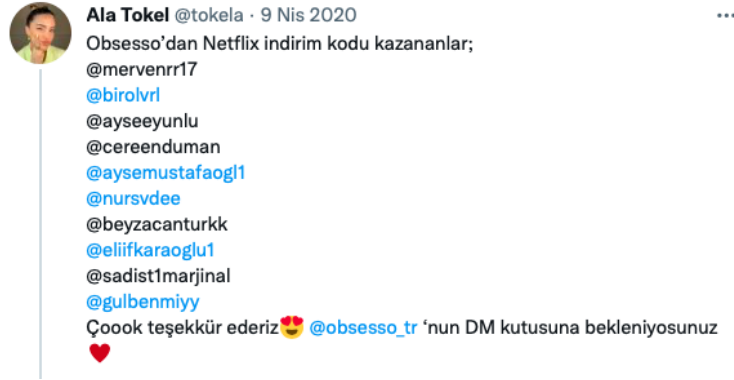 Ala Tokel @tokela · 9 Nis 2020
Obsesso’dan Netflix indirim kodu kazananlar;
@mervenrr17
@birolvrl
@ayseeyunlu
@cereenduman
@aysemustafaogl1
@nursvdee
@beyzacanturkk
@eliifkaraoglu1
@sadist1marjinal
@gulbenmiyy
Çoook teşekkür ederiz😍 @obsesso_tr ‘nun DM kutusuna bekleniyosunuz
♥️